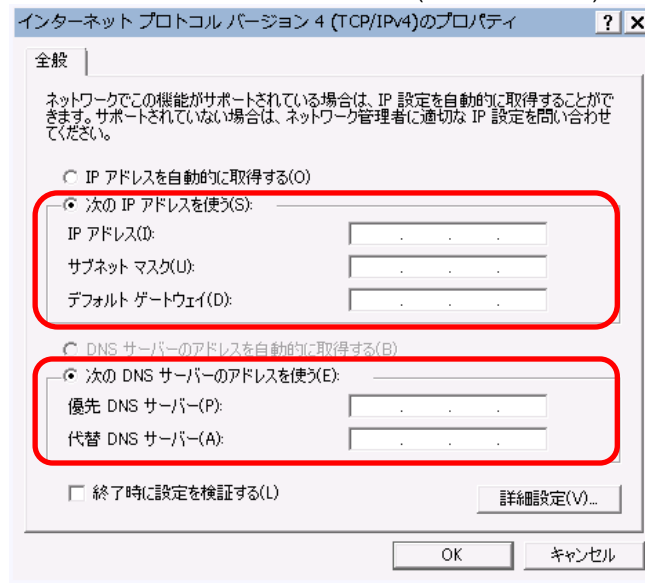 インターネット プロトコル バージョン 4 (TCP/IPv4)のプロパティ
全般
ネットワークでこの機能がサポートされている場合は、IP 設定を自動的に取得することがで
きます。サポートされていない場合は、ネットワーク管理者に適切な IP 設定を問い合わせ
てください。
IP アドレスを自動的に取得する(O)
次の IP アドレスを使う(S):
IP アドレス(I):
サブネット マスク(U):
デフォルト ゲートウェイ(D):
DNS サーバーのアドレスを自動的に取得する(B)
次の DNS サーバーのアドレスを使う(E):
優先 DNS サーバー(P):
代替 DNS サーバー(A):
終了時に設定を検証する(L)
詳細設定(V)...
OK キャンセル